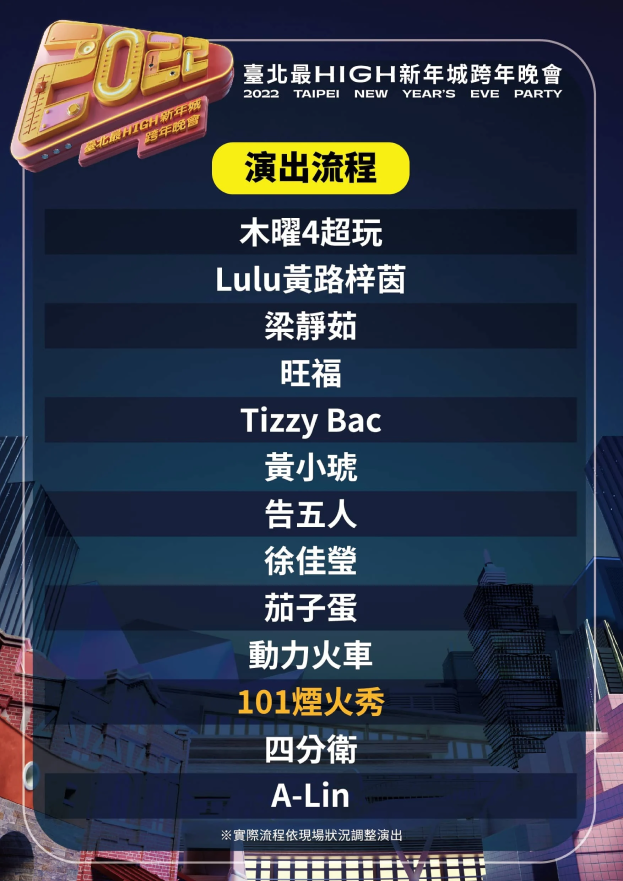 2022
臺北最HIGH新年城
跨年晚會
臺北最HIGH新年城跨年晚會
2022 TAIPEI NEW YEAR'S EVE PARTY
演出流程
木曜4超玩
Lulu黃路梓茵
梁靜茹
旺福
Tizzy Bac
黃小琥
告五人
徐佳瑩
茄子蛋
動力火車
101煙火秀
四分衛
A-Lin
※實際流程依現場狀況調整演出